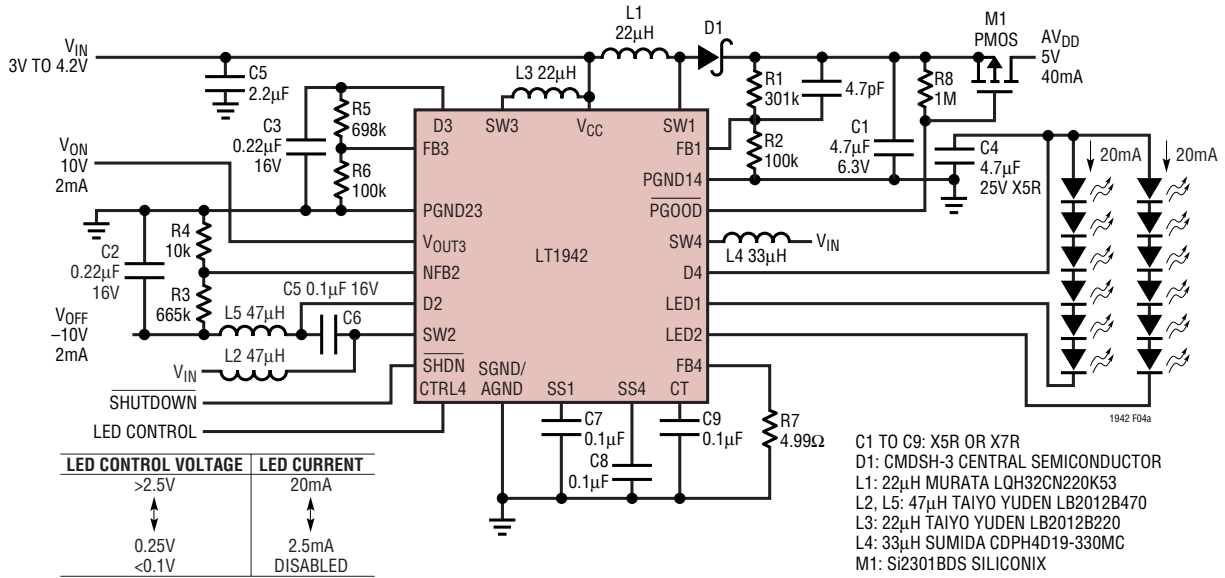 V_IN
3V TO 4.2V
C5
2.2µF
L1
22µH
D1
M1
PMOS
AV_DD
5V
40mA
L3 22µH
R1
301k
4.7pF
R8
1M
R5
698k
C3
0.22µF
16V
R6
100k
D3
SW3
V_CC
SW1
FB3
FB1
R2
100k
C1
4.7µF
6.3V
C4
4.7µF
25V X5R
20mA
20mA
V_ON
10V
2mA
PGND14
PGND23
PGOOD
V_OUT3
SW4
L4 33µH
V_IN
LT1942
R4
10k
C2
0.22µF
16V
NFB2
D4
R3
665k
C5 0.1µF 16V
D2
LED1
V_OFF
–10V
2mA
L5 47µH
C6
SW2
LED2
L2 47µH
V_IN
SHDN
SGND/
AGND
FB4
CTRL4
SS1
SS4
CT
SHUTDOWN
LED CONTROL
C7
0.1µF
C8
0.1µF
C9
0.1µF
R7
4.99Ω
1942 F04a
LED CONTROL VOLTAGE LED CURRENT
>2.5V 20mA
0.25V 2.5mA
<0.1V DISABLED
C1 TO C9: X5R OR X7R
D1: CMDSH-3 CENTRAL SEMICONDUCTOR
L1: 22µH MURATA LQH32CN220K53
L2, L5: 47µH TAIYO YUDEN LB2012B470
L3: 22µH TAIYO YUDEN LB2012B220
L4: 33µH SUMIDA CDPH4D19-330MC
M1: Si2301BDS SILICONIX